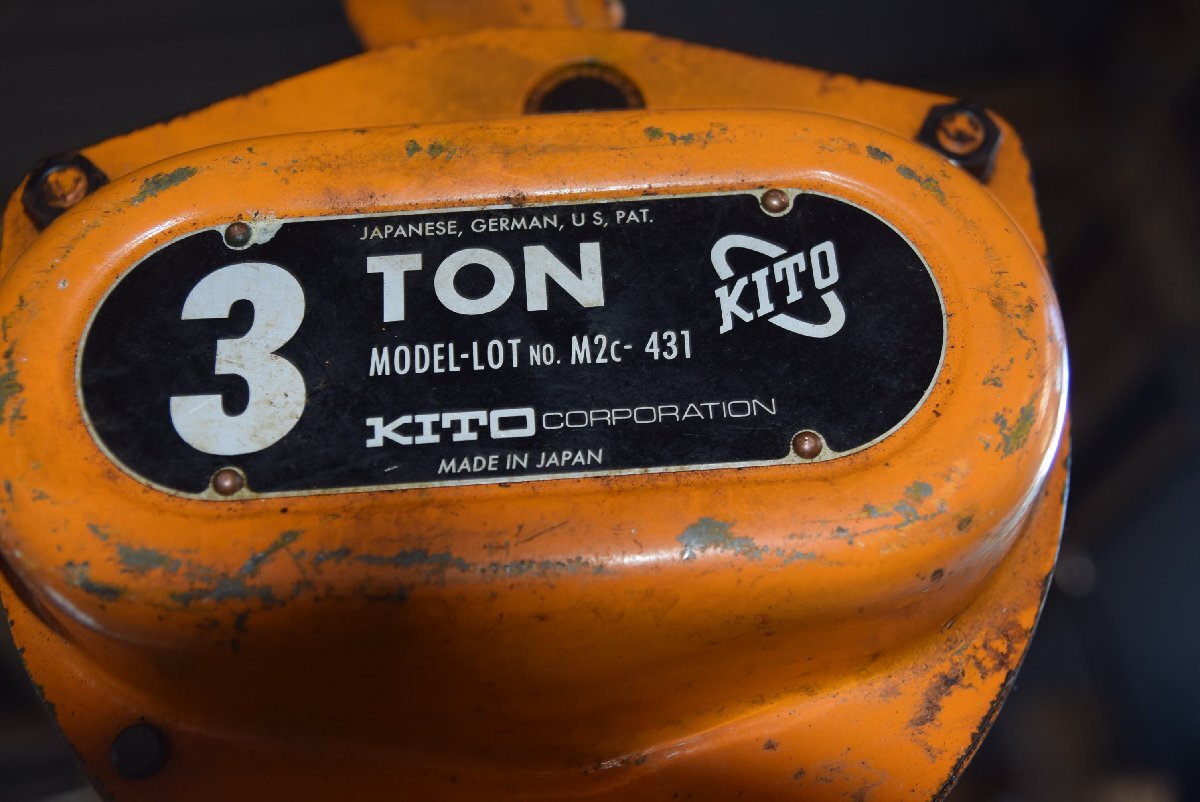 JAPANESE, GERMAN, U S, PAT.
3 TON
KITO
MODEL-LOT NO. M2C- 431
KITO CORPORATION
MADE IN JAPAN